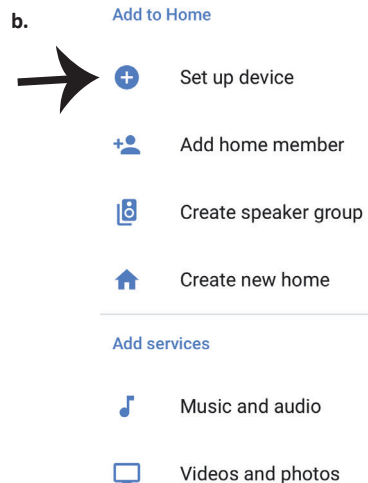 b.
Add to Home
Set up device
Add home member
Create speaker group
Create new home
Add services
Music and audio
Videos and photos